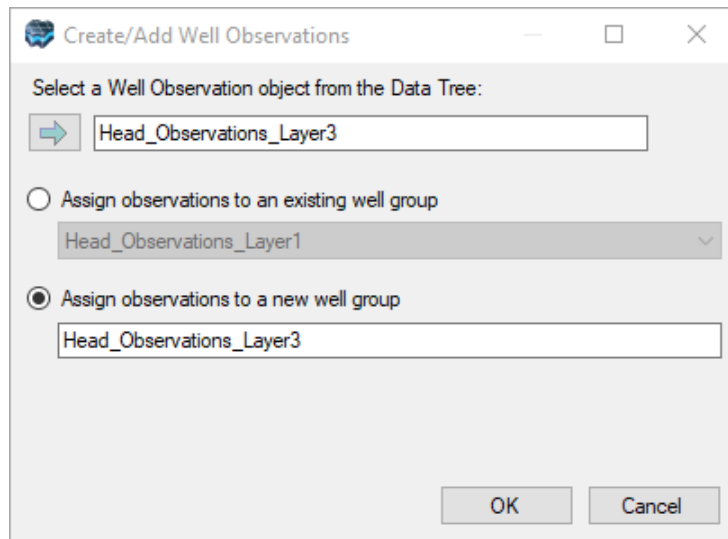 Create/Add Well Observations
Select a Well Observation object from the Data Tree:
Head_Observations_Layer3
Assign observations to an existing well group
Head_Observations_Layer1
Assign observations to a new well group
Head_Observations_Layer3
OK
Cancel